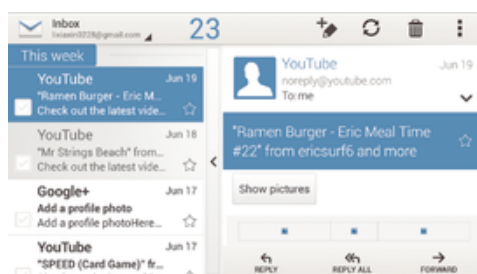 Inbox
23
This week
YouTube Jun 19
"Ramen Burger - Eric M...
Check out the latest vide...
YouTube Jun 18
"Mr Strings Beach" from...
Check out the latest vide...
Google+ Jun 17
Add a profile photo
Add a profile photoHere...
YouTube Jun 17
"SPEED (Card Game)" fr...
YouTube Jun 19
noreply@youtube.com
To: me
"Ramen Burger - Eric Meal Time
#22" from ericsurf6 and more
Show pictures
REPLY
REPLY ALL
FORWARD